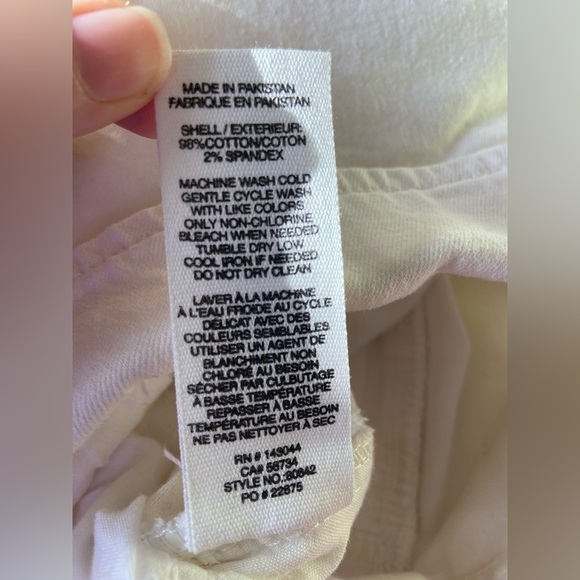 MADE IN PAKISTAN
FABRIQUE EN PAKISTAN
SHELL / EXTERIEUR:
98%COTTON/COTON
2% SPANDEX
MACHINE WASH COLD
GENTLE CYCLE WASH
WITH LIKE COLORS
ONLY NON-CHLORINE
BLEACH WHEN NEEDED
TUMBLE DRY LOW
COOL IRON IF NEEDED
DO NOT DRY CLEAN
LAVER À LA MACHINE
À L'EAU FROIDE AU CYCLE
DÉLICAT AVEC DES
COULEURS SEMBLABLES
UTILISER UN AGENT DE
BLANCHIMENT NON
CHLORÉ AU BESOIN
SÉCHER PAR CULBUTAGE
À BASSE TEMPÉRATURE
REPASSER À BASSE
TEMPÉRATURE AU BESOIN
NE PAS NETTOYER À SEC
RN # 143044
CA# 56734
STYLE NO.:80842
PO # 22875